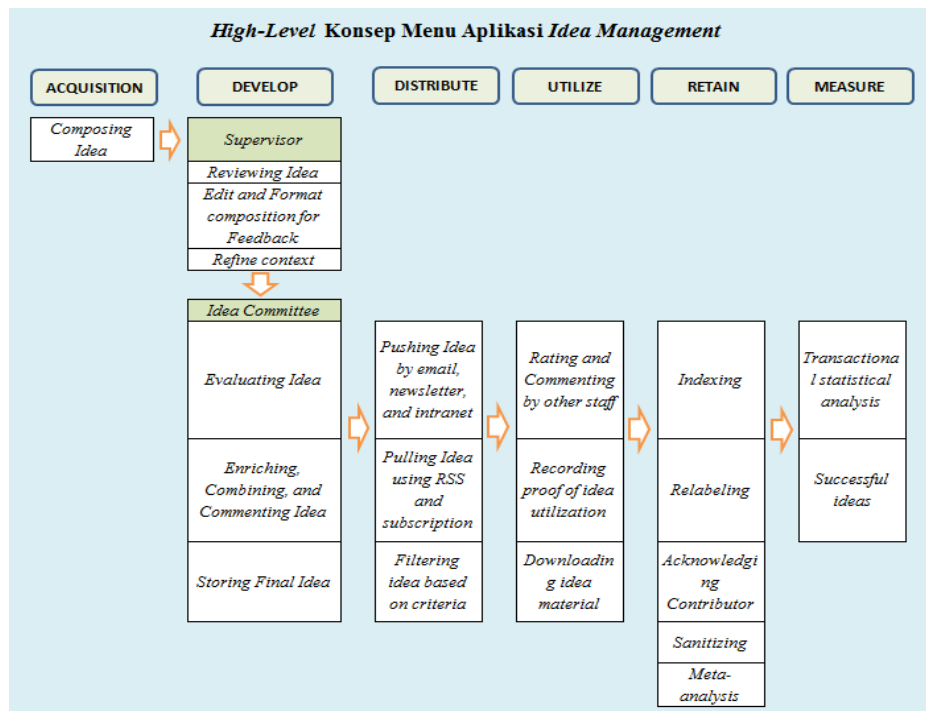 High-Level Konsep Menu Aplikasi Idea Management
ACQUISITION
DEVELOP
DISTRIBUTE
UTILIZE
RETAIN
MEASURE
Composing
Idea
Supervisor
Reviewing Idea
Edit and Format
composition for
Feedback
Refine context
Idea Committee
Evaluating Idea
Enriching,
Combining, and
Commenting Idea
Storing Final Idea
Pushing Idea
by email,
newsletter,
and intranet
Pulling Idea
using RSS
and
subscription
Filtering
idea based
on criteria
Rating and
Commenting
by other staff
Recording
proof of idea
utilization
Downloadin
g idea
material
Indexing
Relabeling
Acknowledgi
ng
Contributor
Sanitizing
Meta-
analysis
Transactiona
l statistical
analysis
Successful
ideas